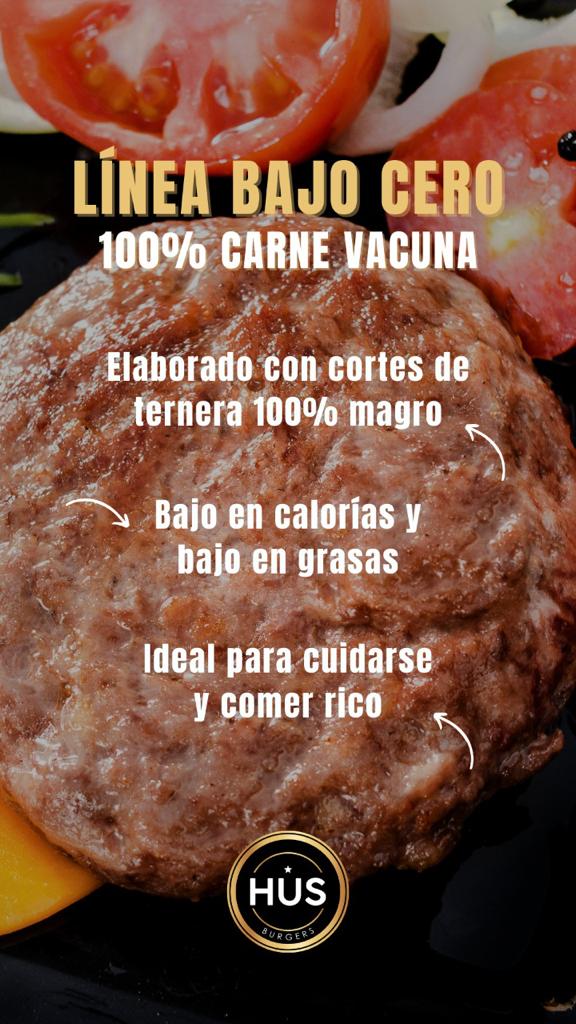 LÍNEA BAJO CERO
100% CARNE VACUNA
Elaborado con cortes de
ternera 100% magro
Bajo en calorías y
bajo en grasas
Ideal para cuidarse
y comer rico
HUS
BURGERS